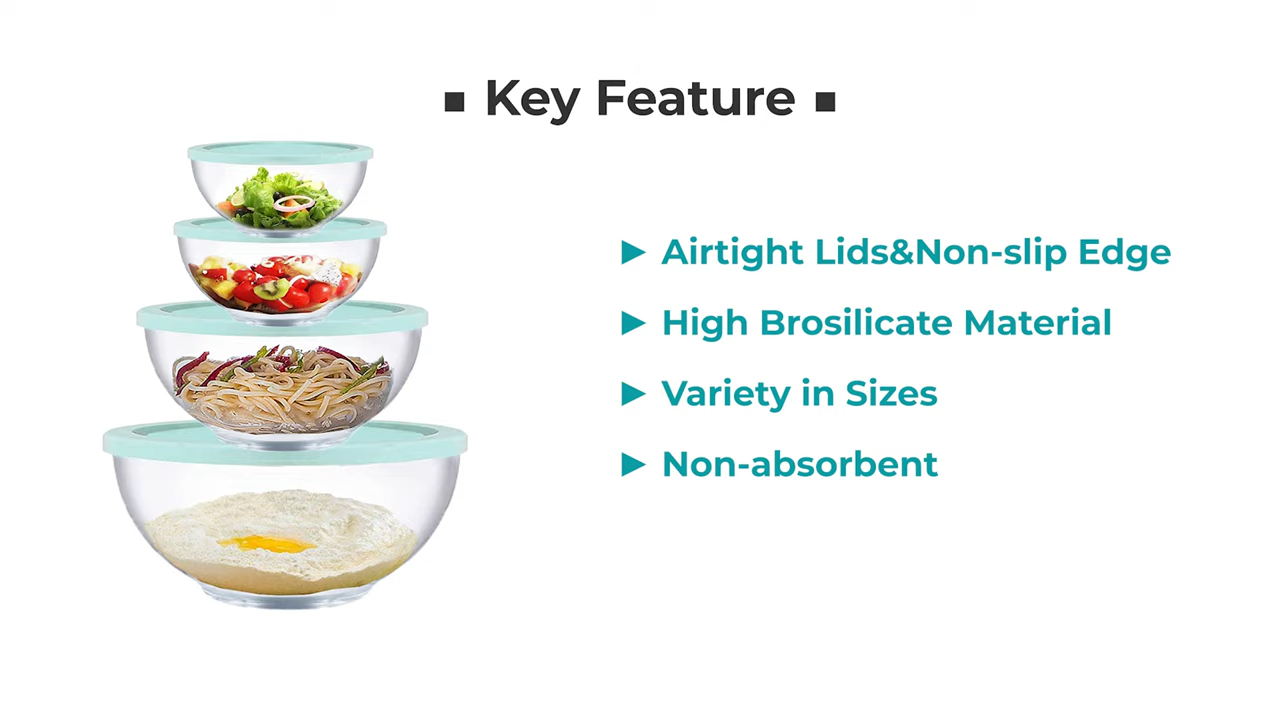 ■ Key Feature ■
► Airtight Lids&Non-slip Edge
► High Brosilicate Material
► Variety in Sizes
► Non-absorbent